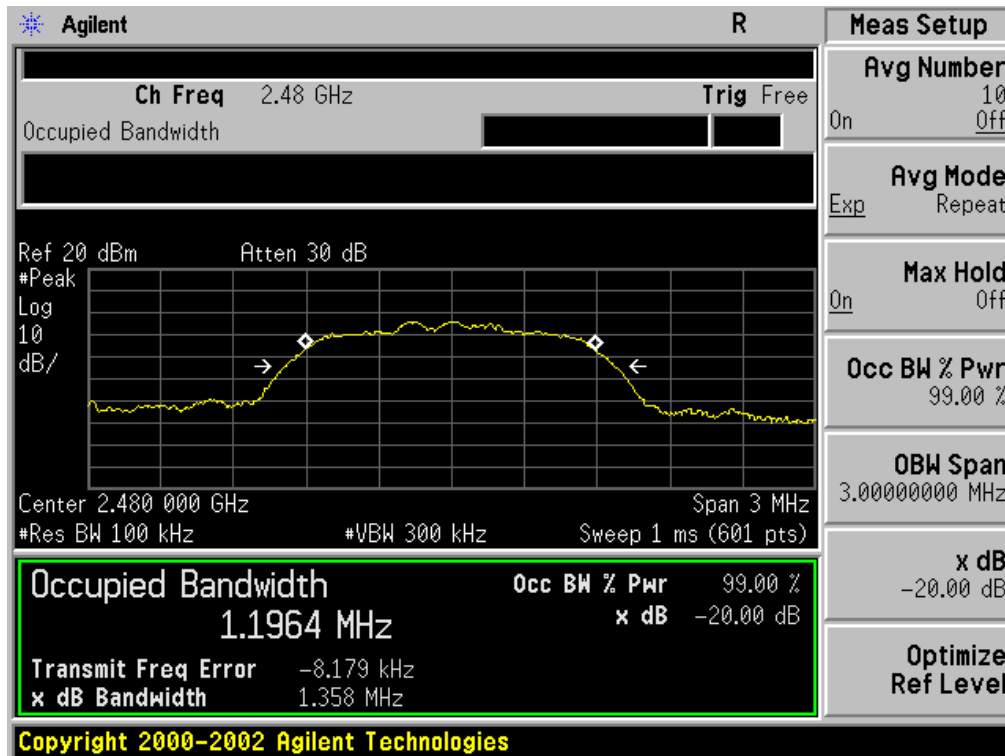 Agilent R Meas Setup
Avg Number
10
On Off
Ch Freq 2.48 GHz Trig Free
Occupied Bandwidth
Avg Mode
Exp Repeat
Ref 20 dBm Atten 30 dB
#Peak
Log
10
dB/
Max Hold
On Off
Occ BW % Pwr
99.00 %
OBW Span
3.00000000 MHz
Center 2.480 000 GHz Span 3 MHz
#Res BW 100 kHz #VBW 300 kHz Sweep 1 ms (601 pts)
x dB
-20.00 dB
Occupied Bandwidth Occ BW % Pwr 99.00 %
1.1964 MHz x dB -20.00 dB
Transmit Freq Error -8.179 kHz
x dB Bandwidth 1.358 MHz
Optimize
Ref Level
Copyright 2000-2002 Agilent Technologies